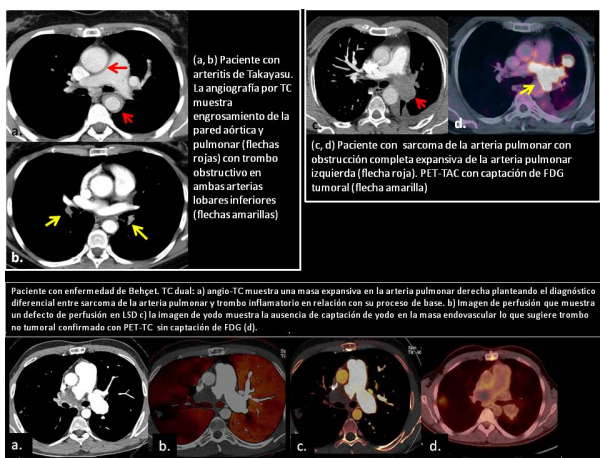 (a, b) Paciente con
arteritis de Takayasu.
La angiografía por TC
muestra
engrosamiento de la
pared aórtica y
pulmonar (flechas
rojas) con trombo
obstructivo en
ambas arterias
lobares inferiores
(flechas amarillas)
a.
b.
c.
d.
(c, d) Paciente con sarcoma de la arteria pulmonar con
obstrucción completa expansiva de la arteria pulmonar
izquierda (flecha roja). PET-TAC con captación de FDG
tumoral (flecha amarilla)
Paciente con enfermedad de Behçet. TC dual: a) angio-TC muestra una masa expansiva en la arteria pulmonar derecha planteando el diagnóstico
diferencial entre sarcoma de la arteria pulmonar y trombo inflamatorio en relación con su proceso de base. b) Imagen de perfusión que muestra
un defecto de perfusión en LSD c) la imagen de yodo muestra la ausencia de captación de yodo en la masa endovascular lo que sugiere trombo
no tumoral confirmado con PET-TC sin captación de FDG (d).
a.
b.
c.
d.